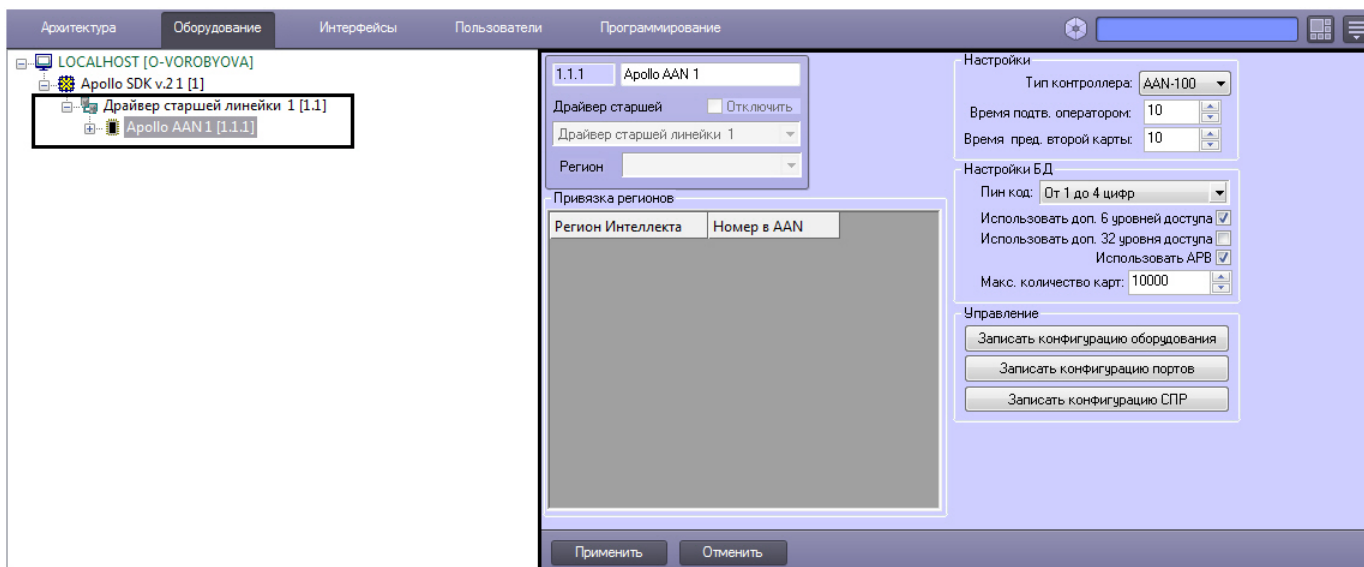 Архитектура Оборудование Интерфейсы Пользователи Программирование
LOCALHOST [O-VOROBYOVA]
Apollo SDK v.2 1 [1]
Драйвер старшей линейки 1 [1.1]
Apollo AAN 1 [1.1.1]
1.1.1 Apollo AAN 1
Драйвер старшей Отключить
Драйвер старшей линейки 1
Регион
Привязка регионов
Регион Интеллекта Номер в AAN
Настройки
Тип контроллера: AAN-100
Время подтв. оператором: 10
Время пред. второй карты: 10
Настройки БД
Пин код: От 1 до 4 цифр
Использовать доп. 6 уровней доступа
Использовать доп. 32 уровня доступа
Использовать APB
Макс. количество карт: 10000
Управление
Записать конфигурацию оборудования
Записать конфигурацию портов
Записать конфигурацию СПР
Применить Отменить